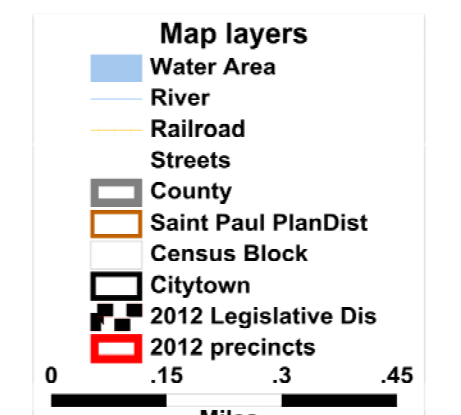 Map layers
Water Area
River
Railroad
Streets
County
Saint Paul PlanDist
Census Block
Citytown
2012 Legislative Dis
2012 precincts
0 .15 .3 .45
Miles